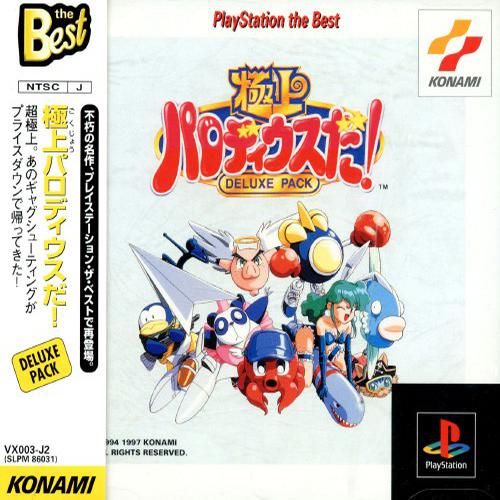 the
Best
NTSC J
不朽の名作、プレイステーション・ザ・ベストで再登場。
ごくじょう
極上パロディウスだ!
超極上。あのギャグシューティングが
プライスダウンで帰ってきた!
DELUXE
PACK
VX003-J2
(SLPM 86031)
KONAMI
PlayStation the Best
KONAMI
極上
パロディウスだ!
DELUXE PACK
TM
994 1997 KONAMI
L RIGHTS RESERVED.
PlayStation